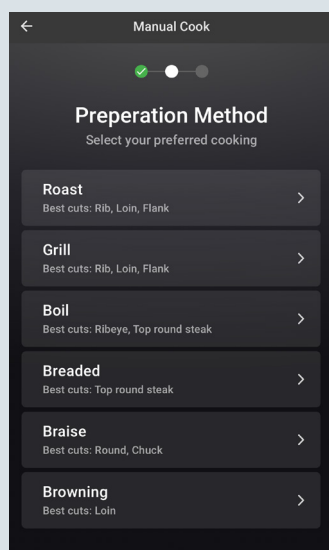 Manual Cook
Preperation Method
Select your preferred cooking
Roast
Best cuts: Rib, Loin, Flank
Grill
Best cuts: Rib, Loin, Flank
Boil
Best cuts: Ribeye, Top round steak
Breaded
Best cuts: Top round steak
Braise
Best cuts: Round, Chuck
Browning
Best cuts: Loin